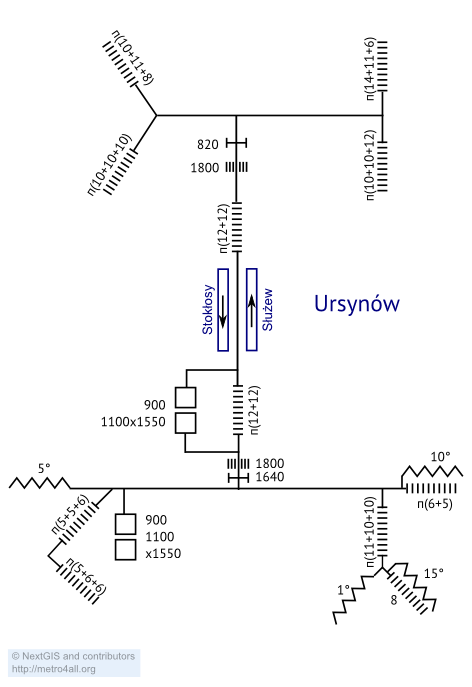 п(10+11+8)
п(14+11+6)
п(10+10+10)
п(10+10+12)
820
1800
п(12+12)
Stokłosy
Służew
Ursynów
900
1100x1550
п(12+12)
1800
1640
5°
10°
п(6+5)
п(5+5+6)
900
1100
x1550
п(11+10+10)
п(5+6+6)
1°
8
15°
© NextGIS and contributors
http://metro4all.org